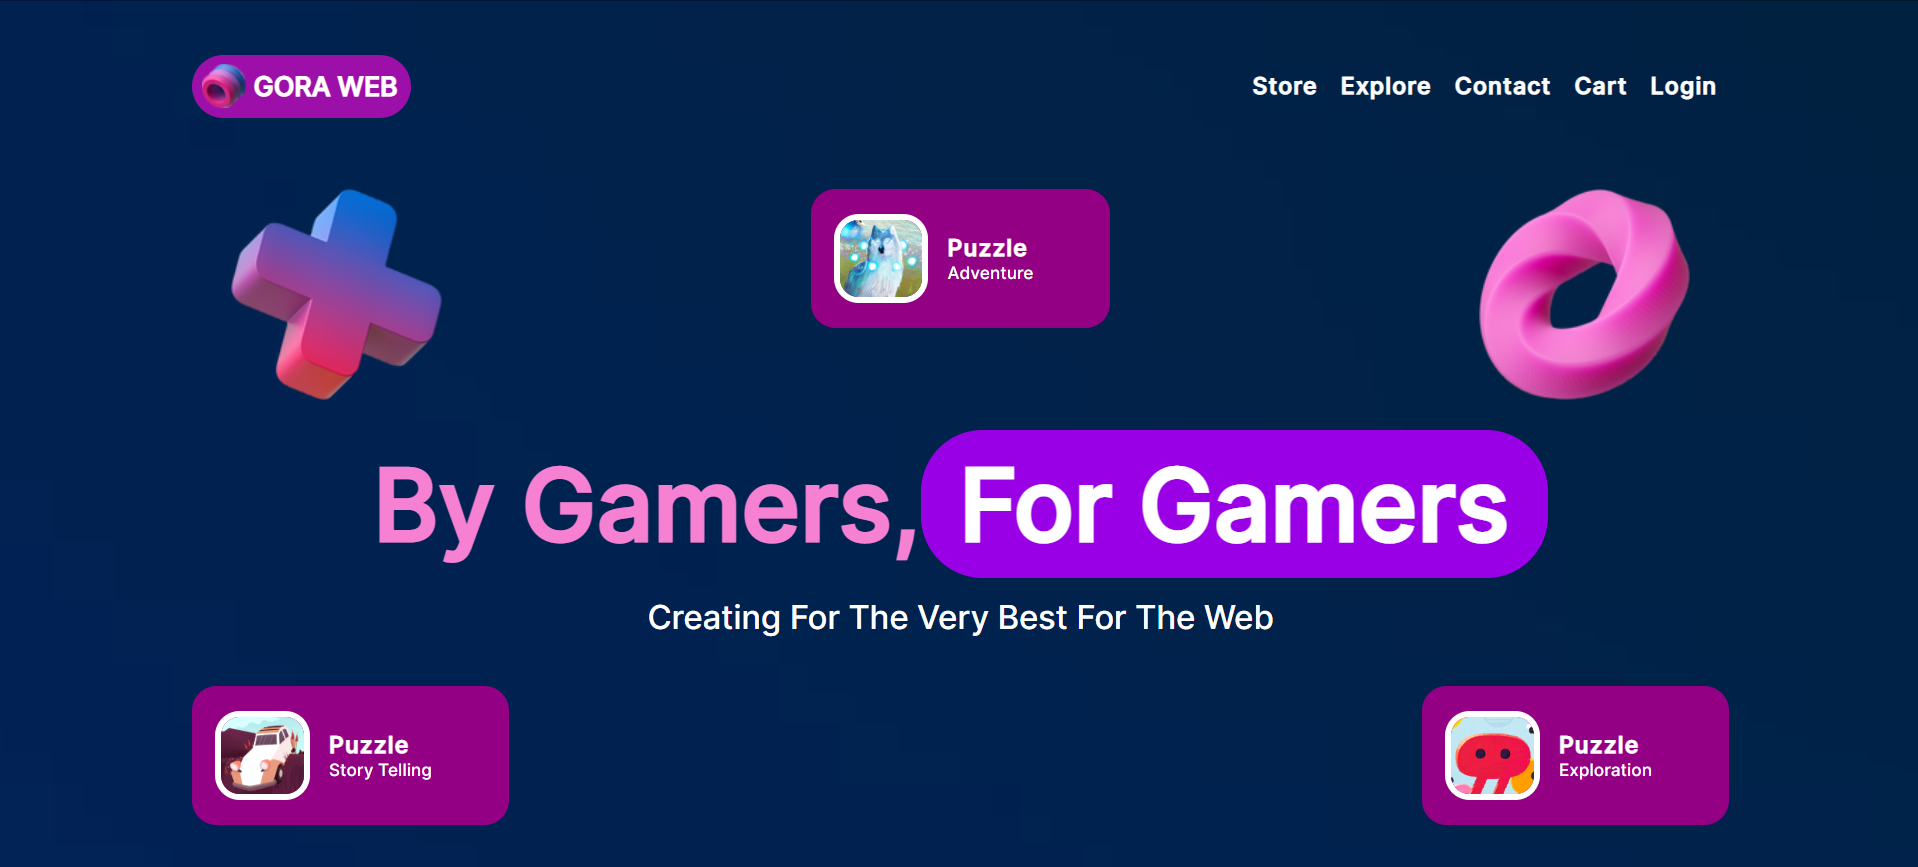 GORA WEB
Store Explore Contact Cart Login
Puzzle
Adventure
By Gamers, For Gamers
Creating For The Very Best For The Web
Puzzle
Story Telling
Puzzle
Exploration